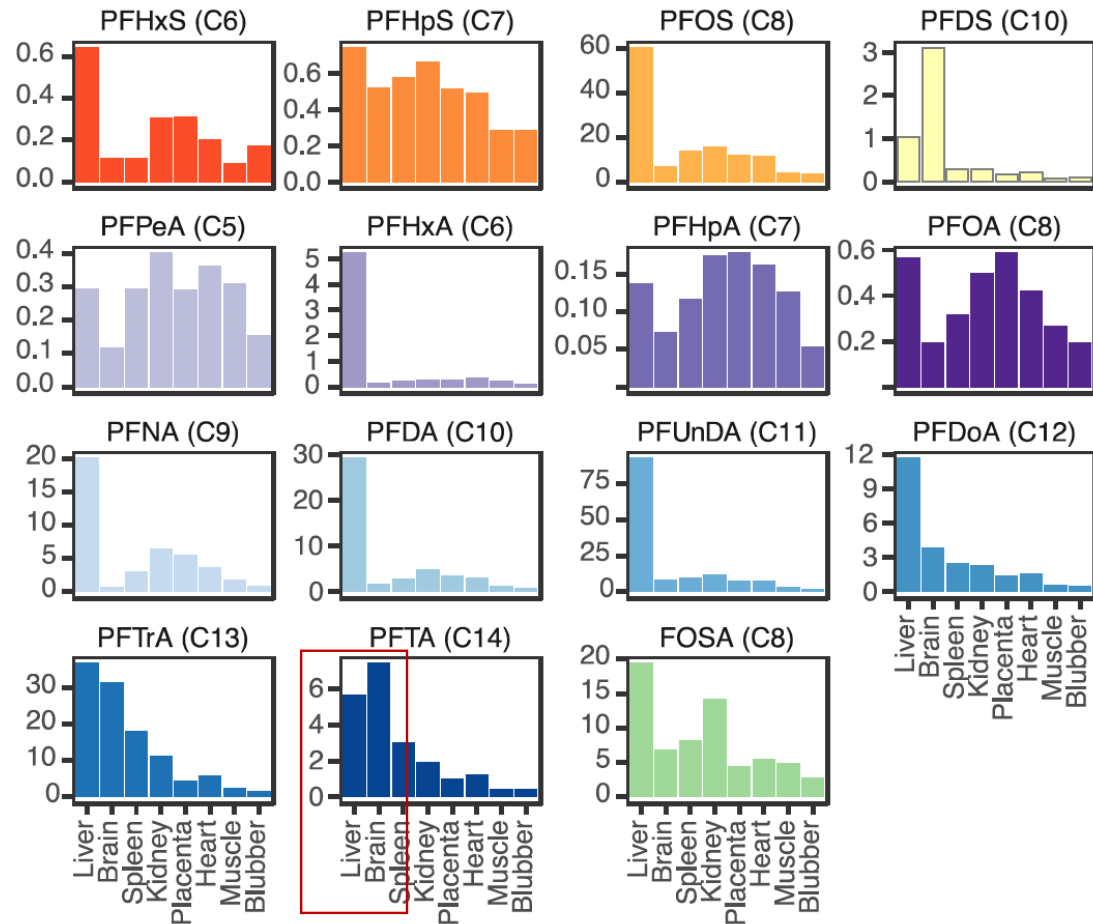 PFHxS (C6) PFHpS (C7) PFOS (C8) PFDS (C10)
0.6
0.4
0.2
0.0
0.6
0.4
0.2
0.0
60
40
20
0
3
2
1
0
PFPeA (C5) PFHxA (C6) PFHpA (C7) PFOA (C8)
0.4
0.3
0.2
0.1
0.0
5
4
3
2
1
0
0.15
0.10
0.05
0.6
0.4
0.2
PFNA (C9) PFDA (C10) PFUnDA (C11) PFDoA (C12)
20
15
10
5
0
30
20
10
0
75
50
25
0
12
9
6
3
0
Liver
Brain
Spleen
Kidney
Placenta
Heart
Muscle
Blubber
PFTrA (C13) PFTA (C14) FOSA (C8)
30
20
10
0
6
4
2
0
20
15
10
5
0
Liver
Brain
Spleen
Kidney
Placenta
Heart
Muscle
Blubber
Liver
Brain
Spleen
Kidney
Placenta
Heart
Muscle
Blubber
Liver
Brain
Spleen
Kidney
Placenta
Heart
Muscle
Blubber